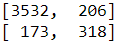 [3532,  206]
[ 173,  318]